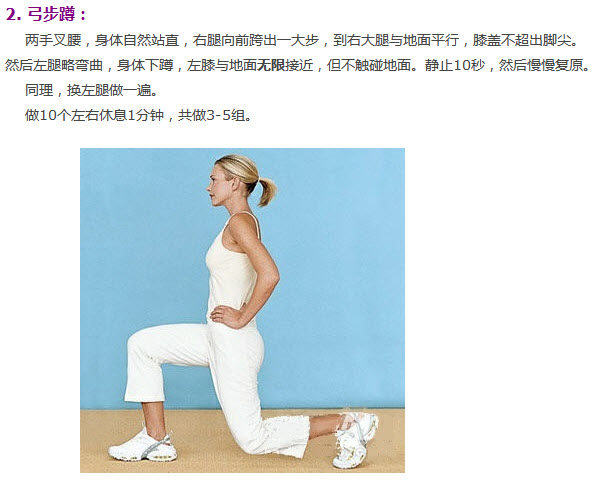 2. 弓步蹲：
两手叉腰，身体自然站直，右腿向前跨出一大步，到右大腿与地面平行，膝盖不超出脚尖。
然后左腿略弯曲，身体下蹲，左膝与地面无限接近，但不触碰地面。静止10秒，然后慢慢复原。
同理，换左腿做一遍。
做10个左右休息1分钟，共做3-5组。